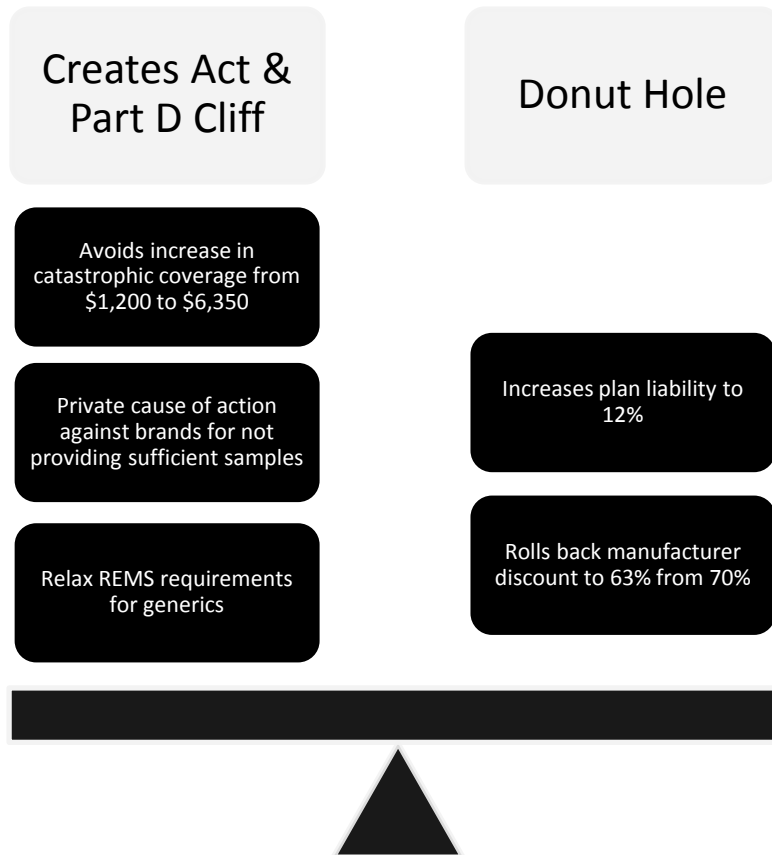 Creates Act &
Part D Cliff
Avoids increase in
catastrophic coverage from
$1,200 to $6,350
Private cause of action
against brands for not
providing sufficient samples
Relax REMS requirements
for generics
Donut Hole
Increases plan liability to
12%
Rolls back manufacturer
discount to 63% from 70%